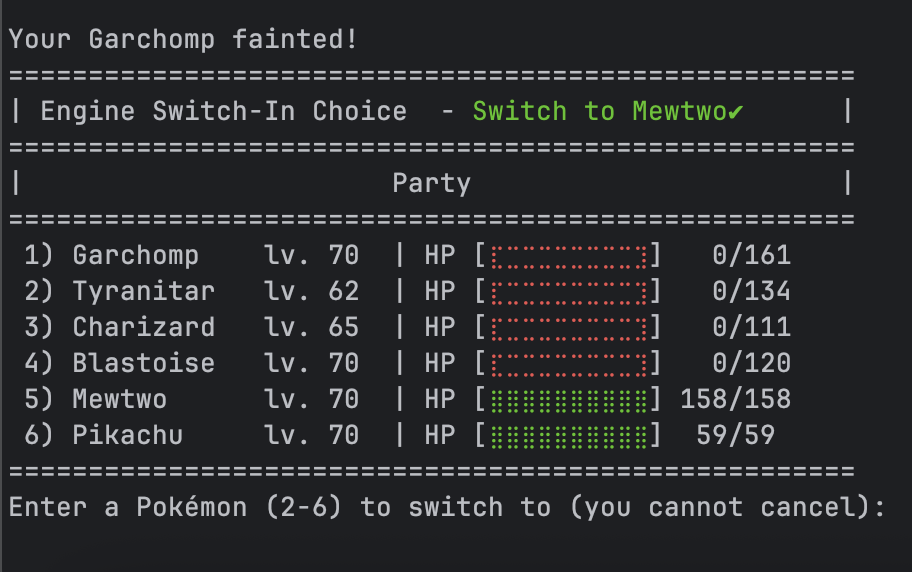 Your Garchomp fainted!
=====================================================
| Engine Switch-In Choice  - Switch to Mewtwo✔      |
=====================================================
|                       Party                       |
=====================================================
 1) Garchomp    lv. 70  | HP [⣏⣉⣉⣉⣉⣉⣉⣉⣉⣹]   0/161
 2) Tyranitar   lv. 62  | HP [⣏⣉⣉⣉⣉⣉⣉⣉⣉⣹]   0/134
 3) Charizard   lv. 65  | HP [⣏⣉⣉⣉⣉⣉⣉⣉⣉⣹]   0/111
 4) Blastoise   lv. 70  | HP [⣏⣉⣉⣉⣉⣉⣉⣉⣉⣹]   0/120
 5) Mewtwo      lv. 70  | HP [⣿⣿⣿⣿⣿⣿⣿⣿⣿⣿] 158/158
 6) Pikachu     lv. 70  | HP [⣿⣿⣿⣿⣿⣿⣿⣿⣿⣿]  59/59
=====================================================
Enter a Pokémon (2-6) to switch to (you cannot cancel):